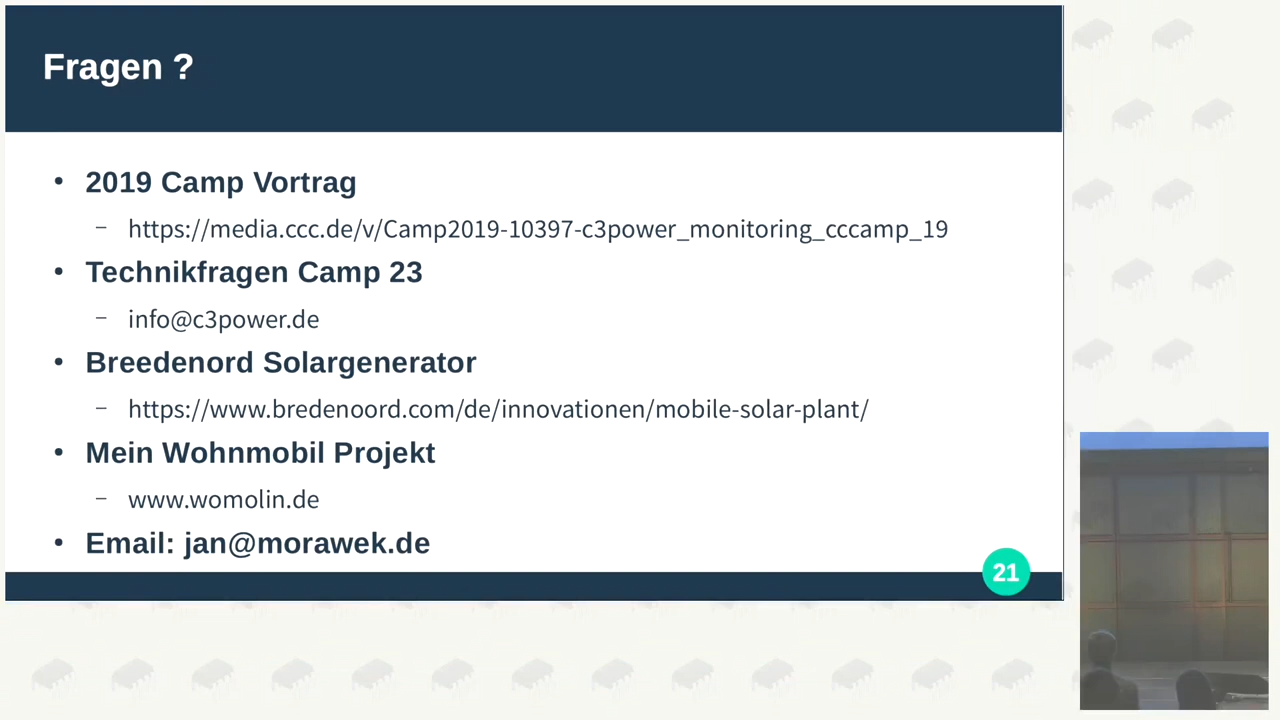 Fragen ?
• 2019 Camp Vortrag
– https://media.ccc.de/v/Camp2019-10397-c3power_monitoring_cccamp_19
• Technikfragen Camp 23
– info@c3power.de
• Breedenord Solargenerator
– https://www.bredenoord.com/de/innovationen/mobile-solar-plant/
• Mein Wohnmobil Projekt
– www.womolin.de
• Email: jan@morawek.de
21